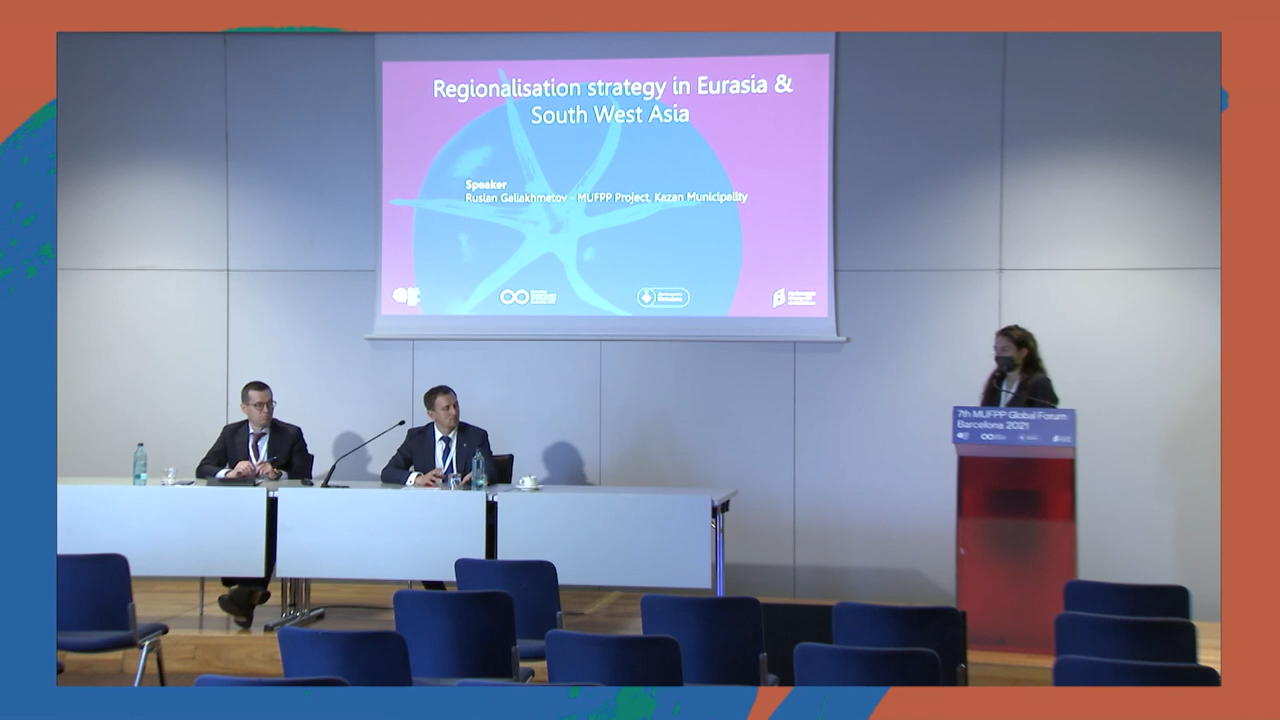 Regionalisation strategy in Eurasia &
South West Asia
Speaker
Ruslan Galiakhmetov - MUFPP Project, Kazan Municipality
7th MUFPP Global Forum
Barcelona 2021